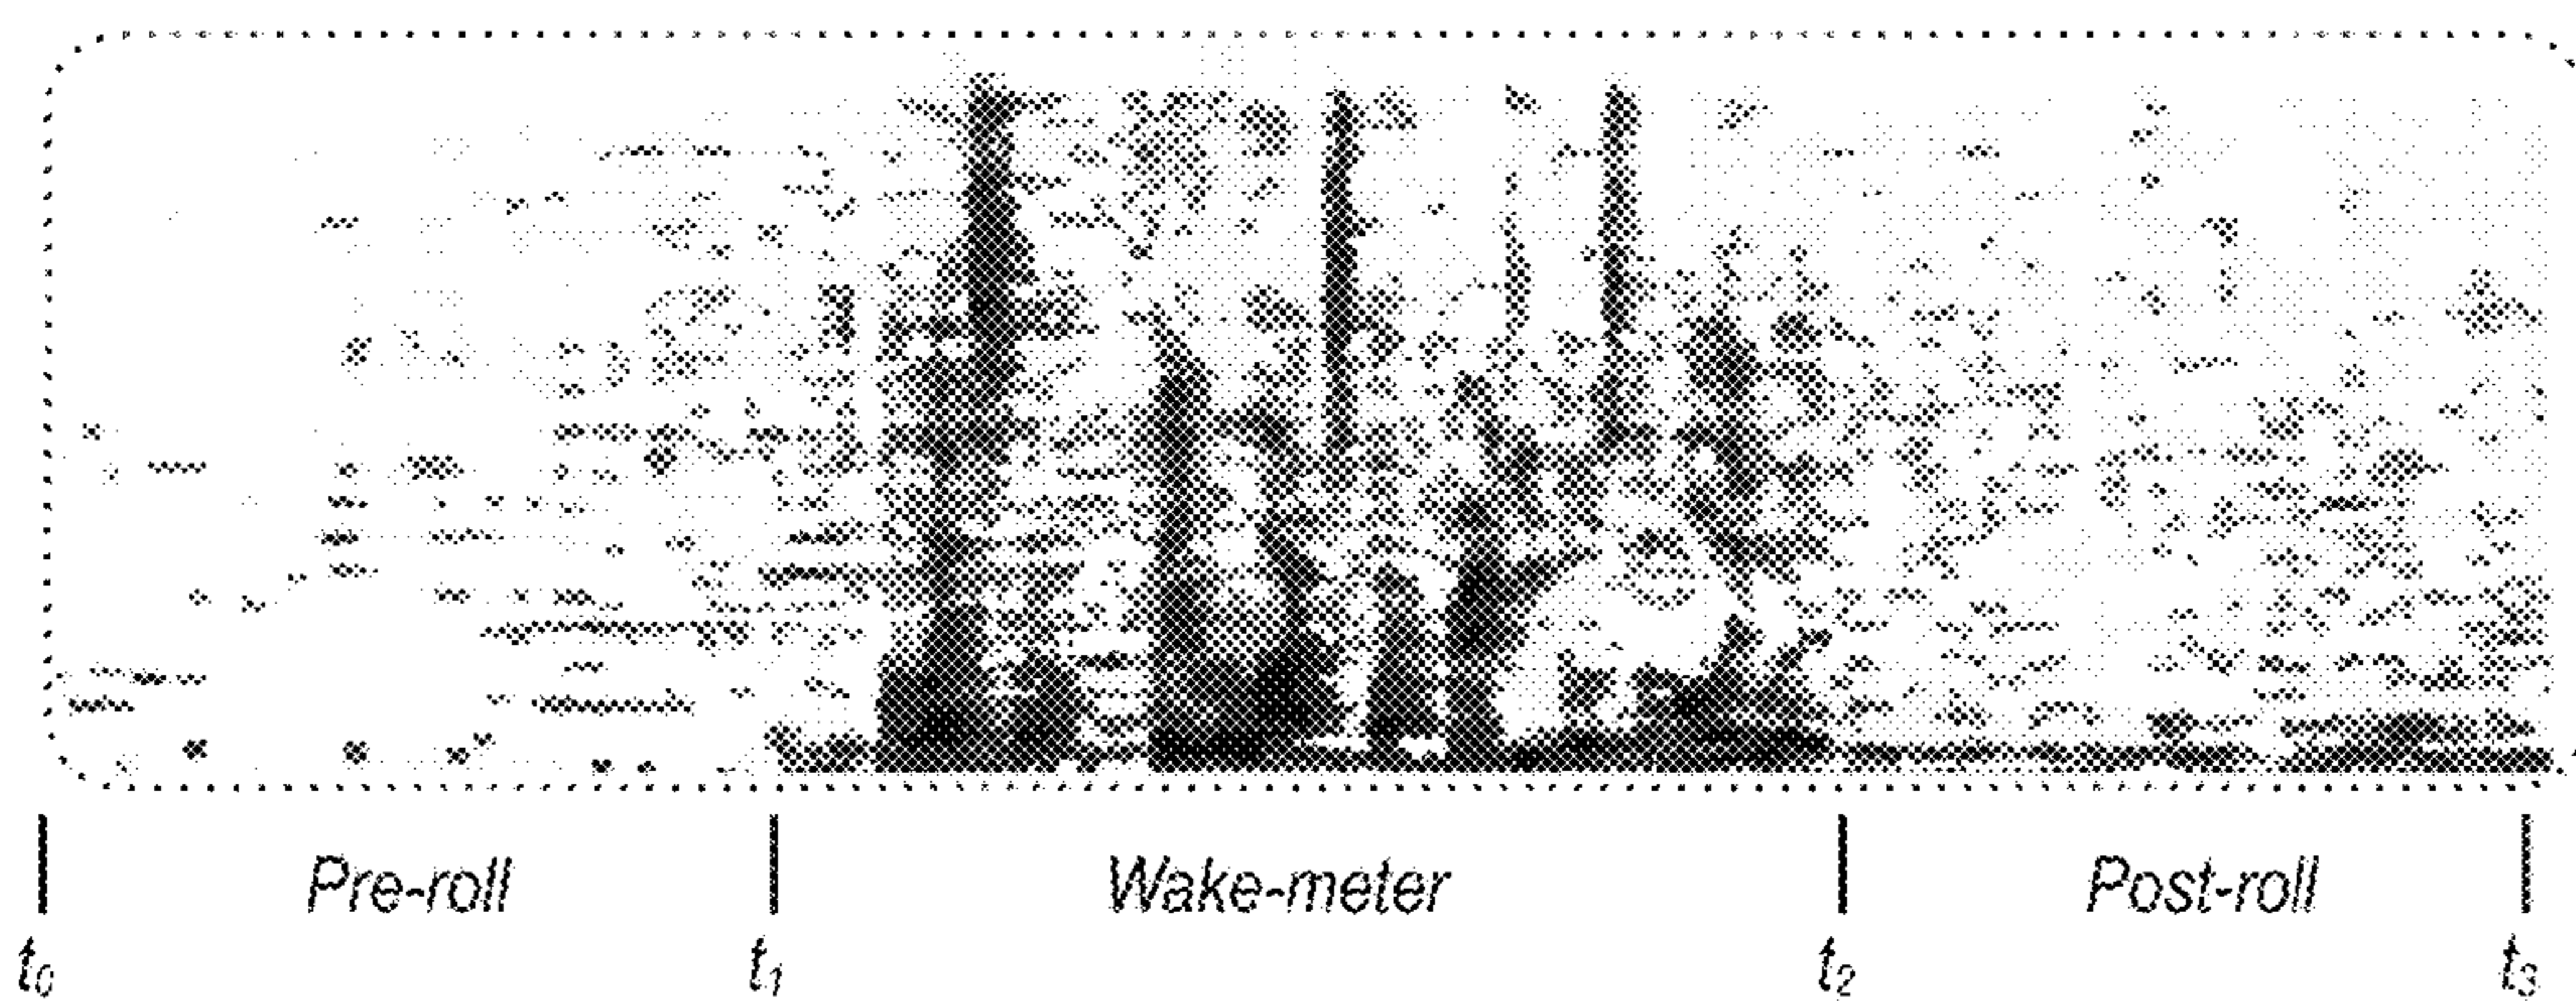 Pre-roll Wake-meter Post-roll
t₀ t₁ t₂ t₃